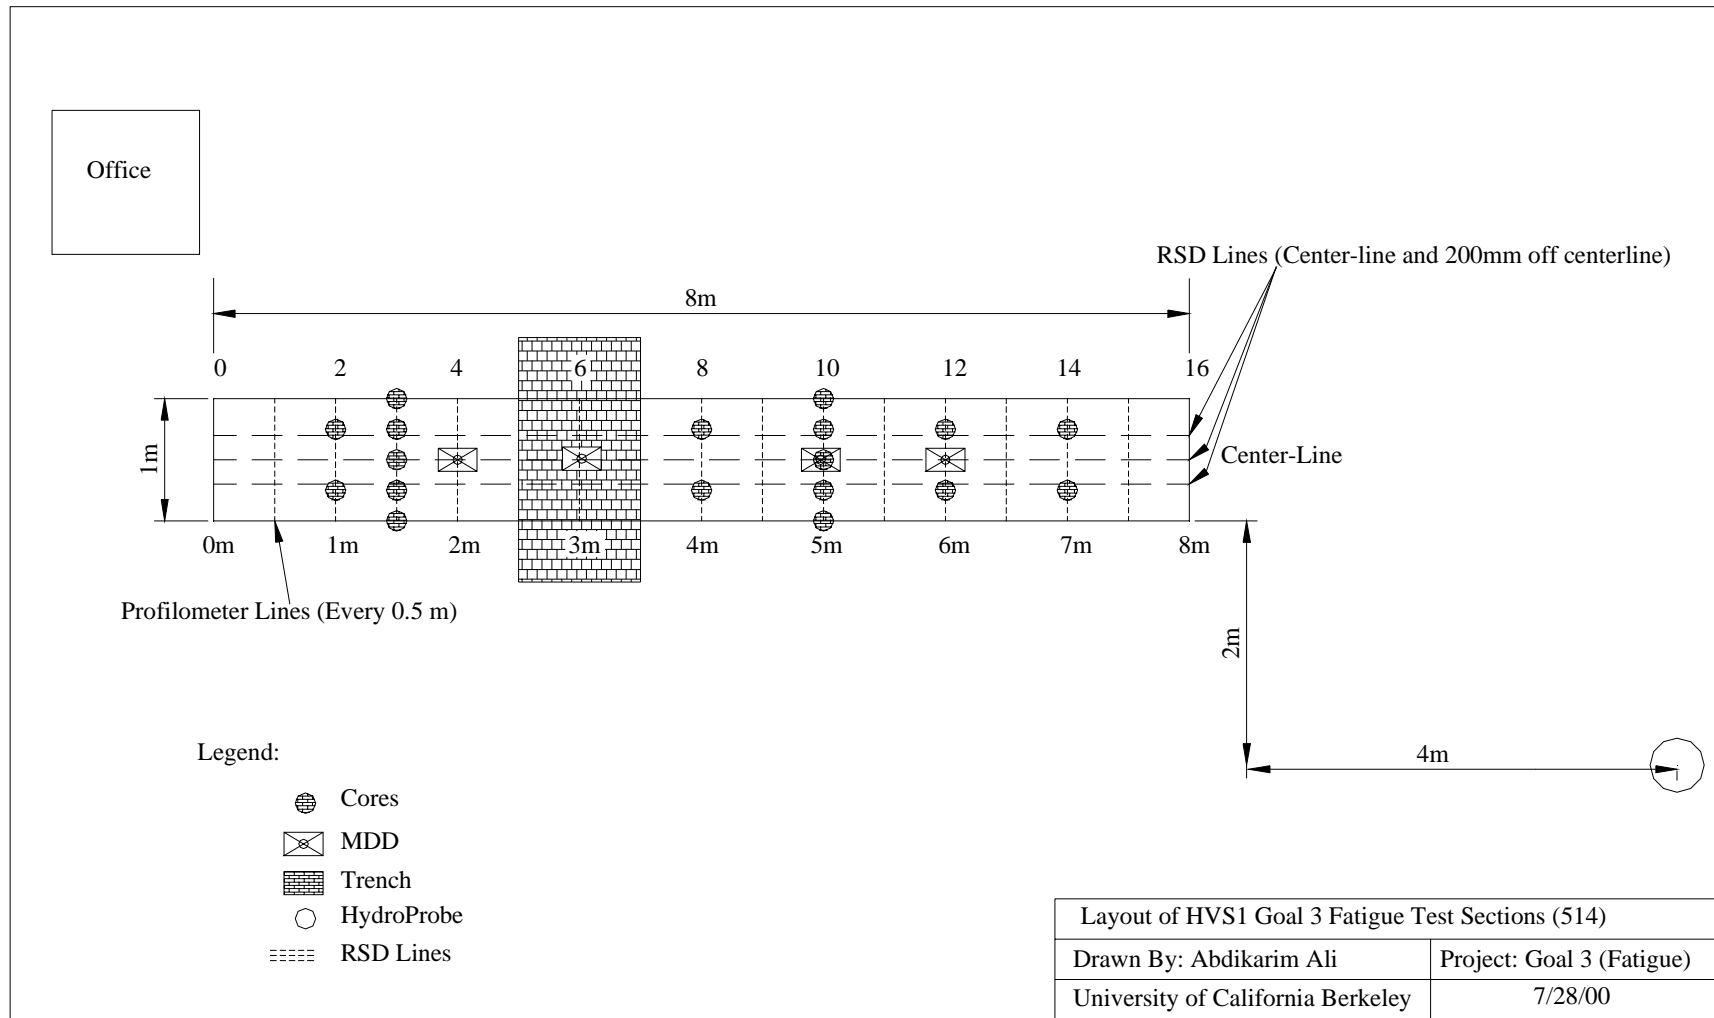 Office
RSD Lines (Center-line and 200mm off centerline)
8m
0 2 4 6 8 10 12 14 16
1m
Center-Line
0m 1m 2m 3m 4m 5m 6m 7m 8m
Profilometer Lines (Every 0.5 m)
2m
4m
Legend:
Cores
MDD
Trench
HydroProbe
RSD Lines
Layout of HVS1 Goal 3 Fatigue Test Sections (514)
Drawn By: Abdikarim Ali
Project: Goal 3 (Fatigue)
University of California Berkeley
7/28/00